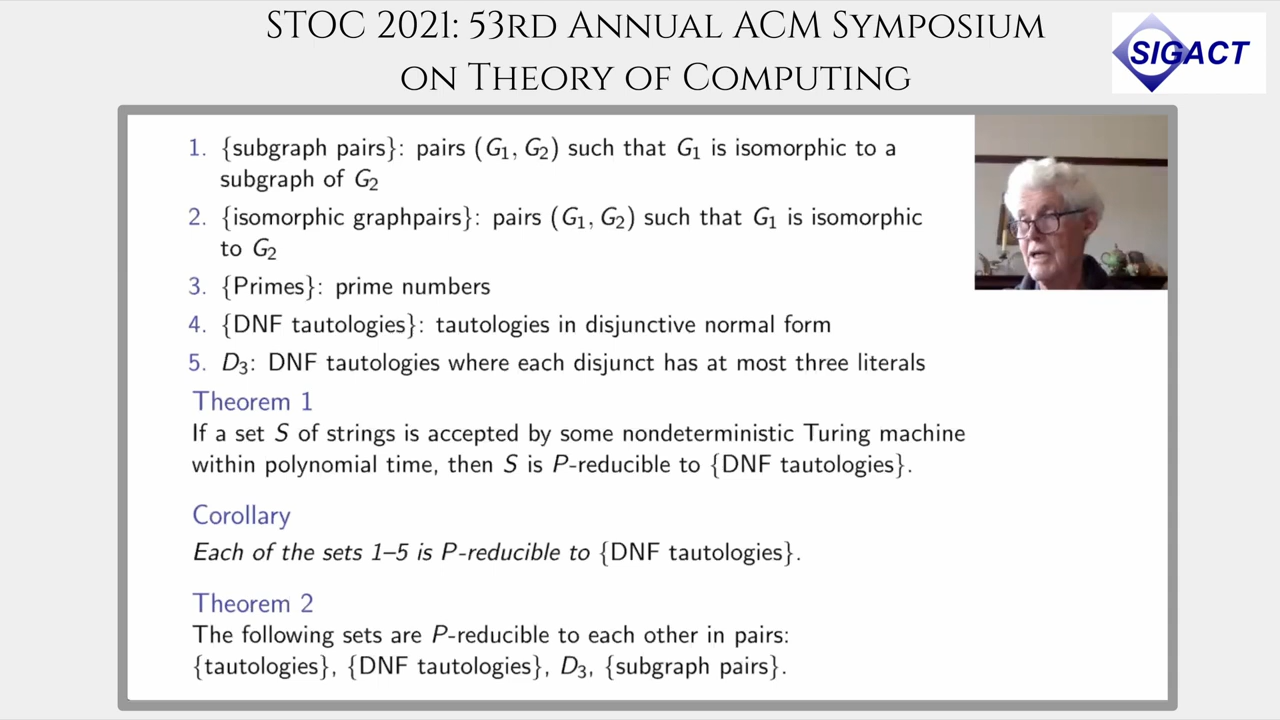 STOC 2021: 53RD ANNUAL ACM SYMPOSIUM
ON THEORY OF COMPUTING
SIGACT
1. {subgraph pairs}: pairs (G₁, G₂) such that G₁ is isomorphic to a
subgraph of G₂
2. {isomorphic graphpairs}: pairs (G₁, G₂) such that G₁ is isomorphic
to G₂
3. {Primes}: prime numbers
4. {DNF tautologies}: tautologies in disjunctive normal form
5. D₃: DNF tautologies where each disjunct has at most three literals
Theorem 1
If a set S of strings is accepted by some nondeterministic Turing machine
within polynomial time, then S is P-reducible to {DNF tautologies}.
Corollary
Each of the sets 1–5 is P-reducible to {DNF tautologies}.
Theorem 2
The following sets are P-reducible to each other in pairs:
{tautologies}, {DNF tautologies}, D₃, {subgraph pairs}.